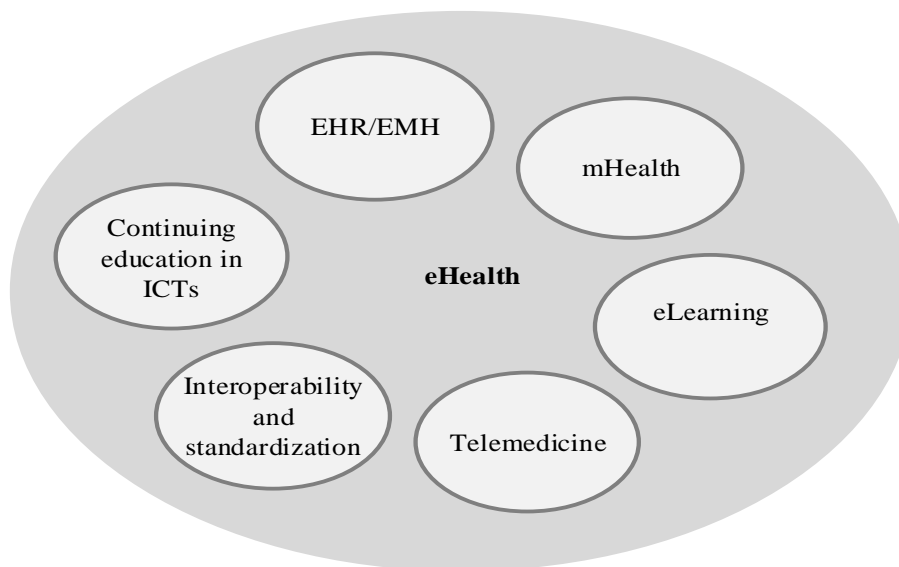 EHR/EMH
mHealth
Continuing
education in
ICTs
eHealth
eLearning
Interoperability
and
standardization
Telemedicine